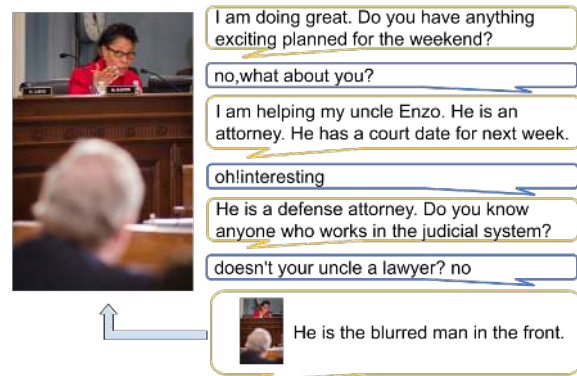 I am doing great. Do you have anything
exciting planned for the weekend?
no,what about you?
I am helping my uncle Enzo. He is an
attorney. He has a court date for next week.
oh!interesting
He is a defense attorney. Do you know
anyone who works in the judicial system?
doesn't your uncle a lawyer? no
He is the blurred man in the front.